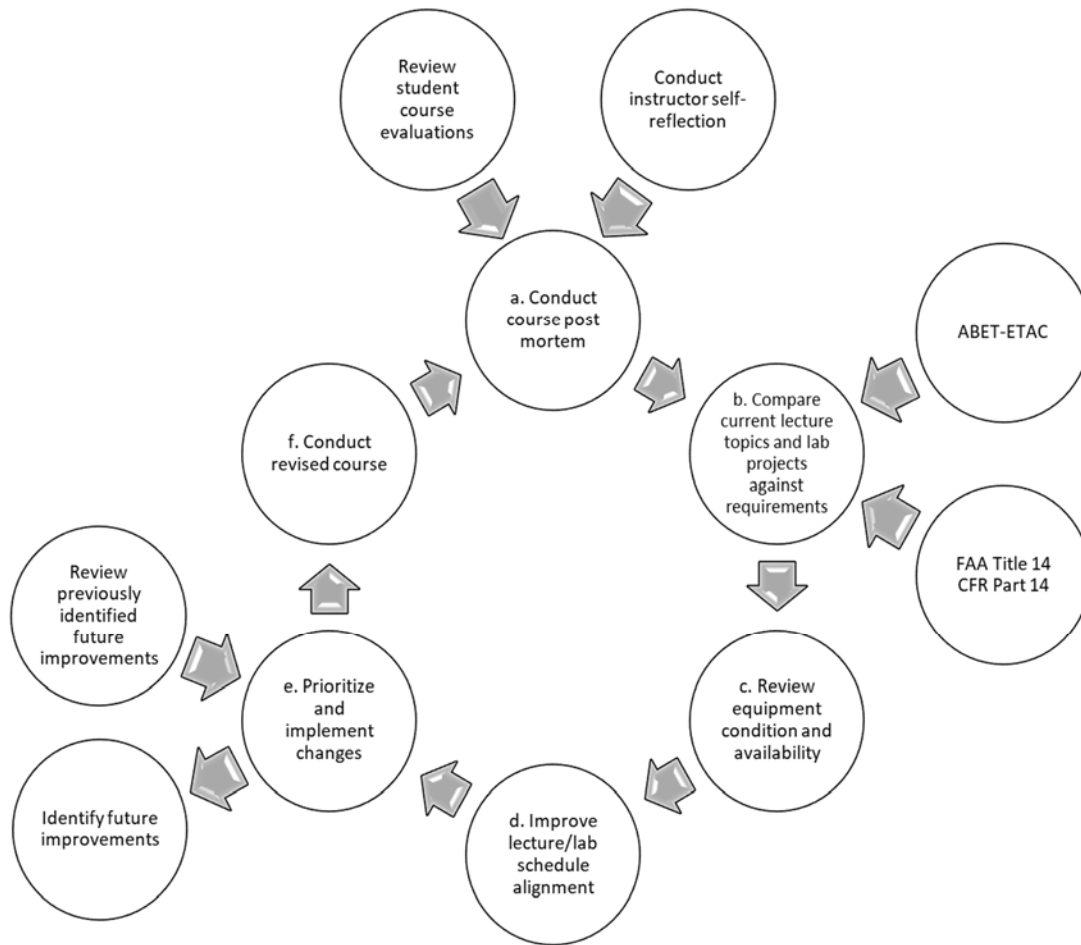 Review
student
course
evaluations
Conduct
instructor self-
reflection
a. Conduct
course post
mortem
ABET-ETAC
b. Compare
current lecture
topics and lab
projects
against
requirements
f. Conduct
revised course
FAA Title 14
CFR Part 14
Review
previously
identified
future
improvements
e. Prioritize
and
implement
changes
c. Review
equipment
condition and
availability
Identify future
improvements
d. Improve
lecture/lab
schedule
alignment